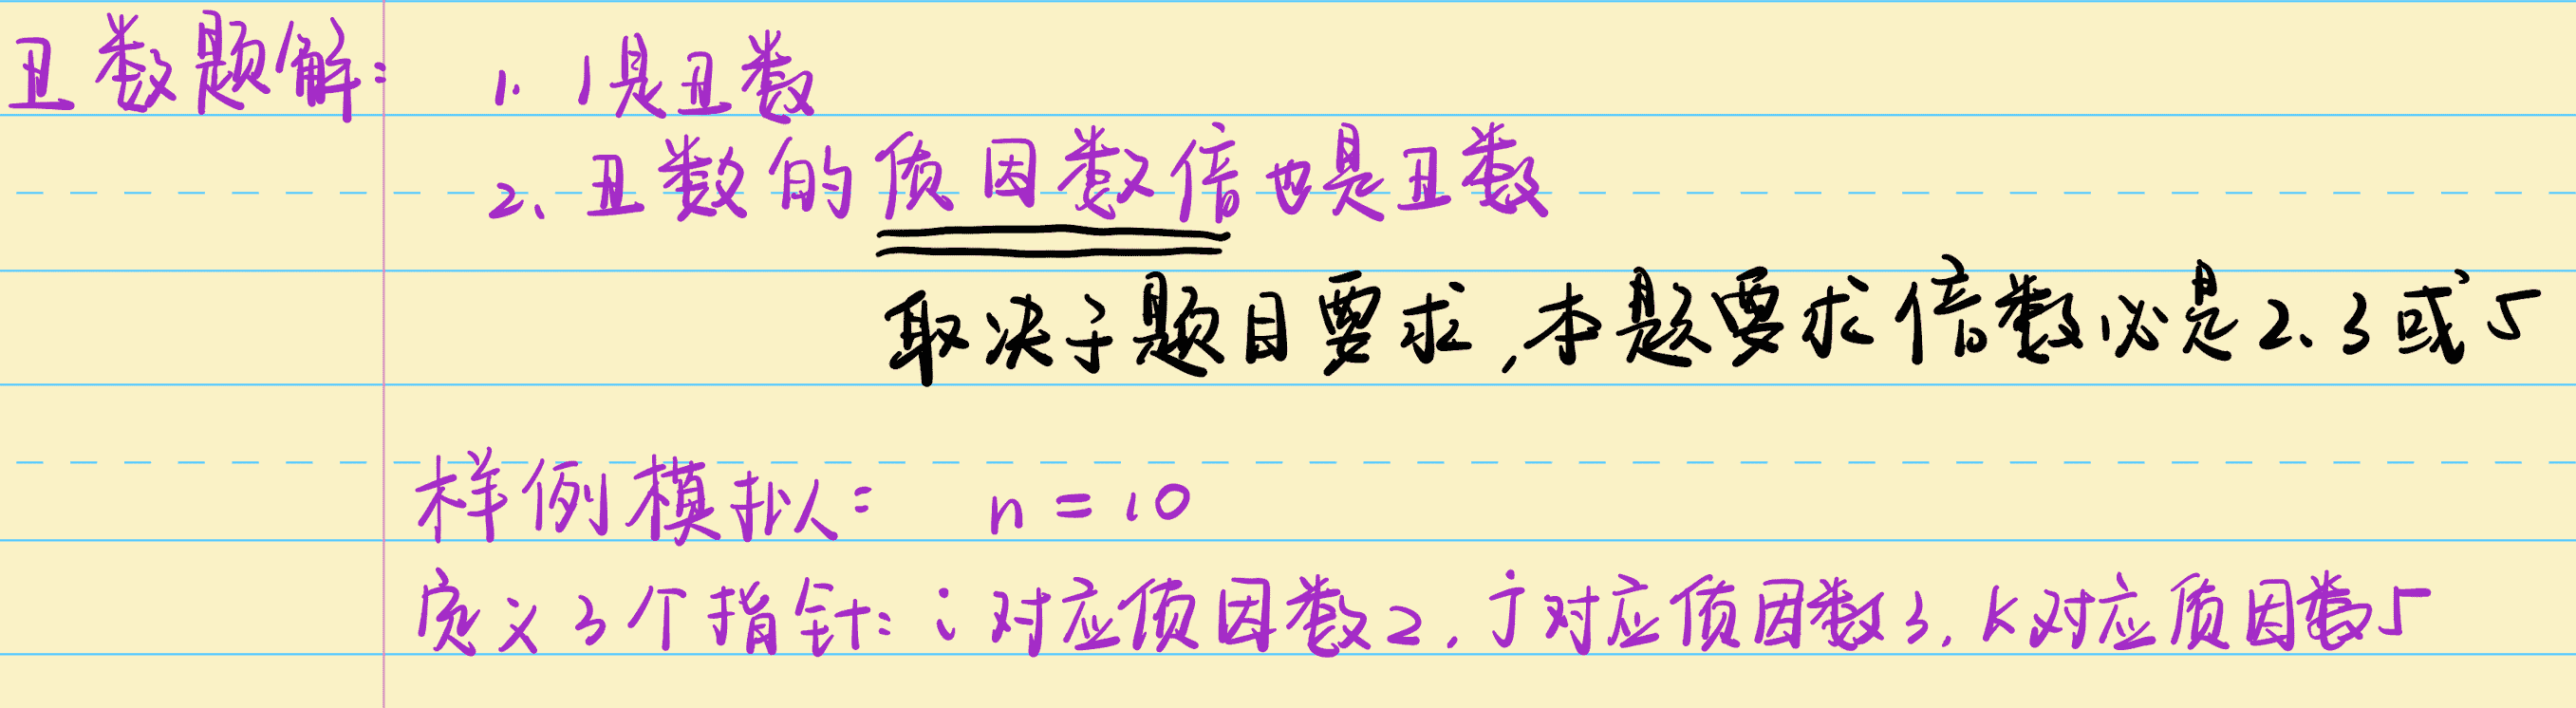 丑数题解： 1. 1是丑数
2、丑数的质因数倍也是丑数
取决于题目要求,本题要求倍数必是2、3或5
样例模拟： n = 10
定义3个指针：i对应质因数2,j对应质因数3,k对应质因数5